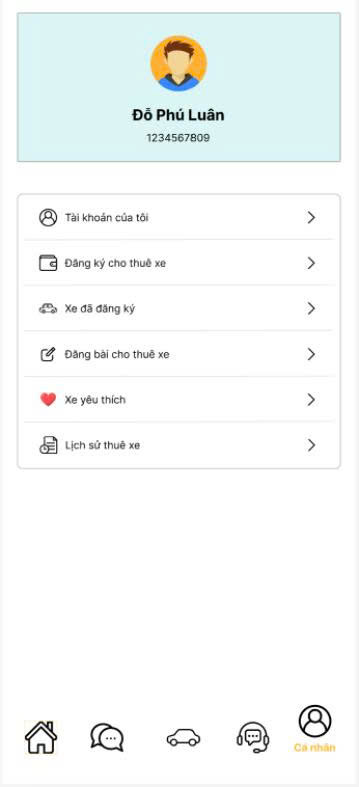 Đỗ Phú Luân
1234567809
Tài khoản của tôi
Đăng ký cho thuê xe
Xe đã đăng ký
Đăng bài cho thuê xe
Xe yêu thích
Lịch sử thuê xe
Cá nhân